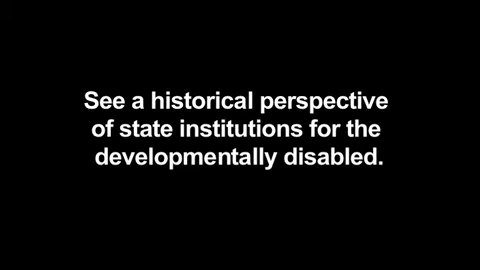 See a historical perspective
of state institutions for the
developmentally disabled.